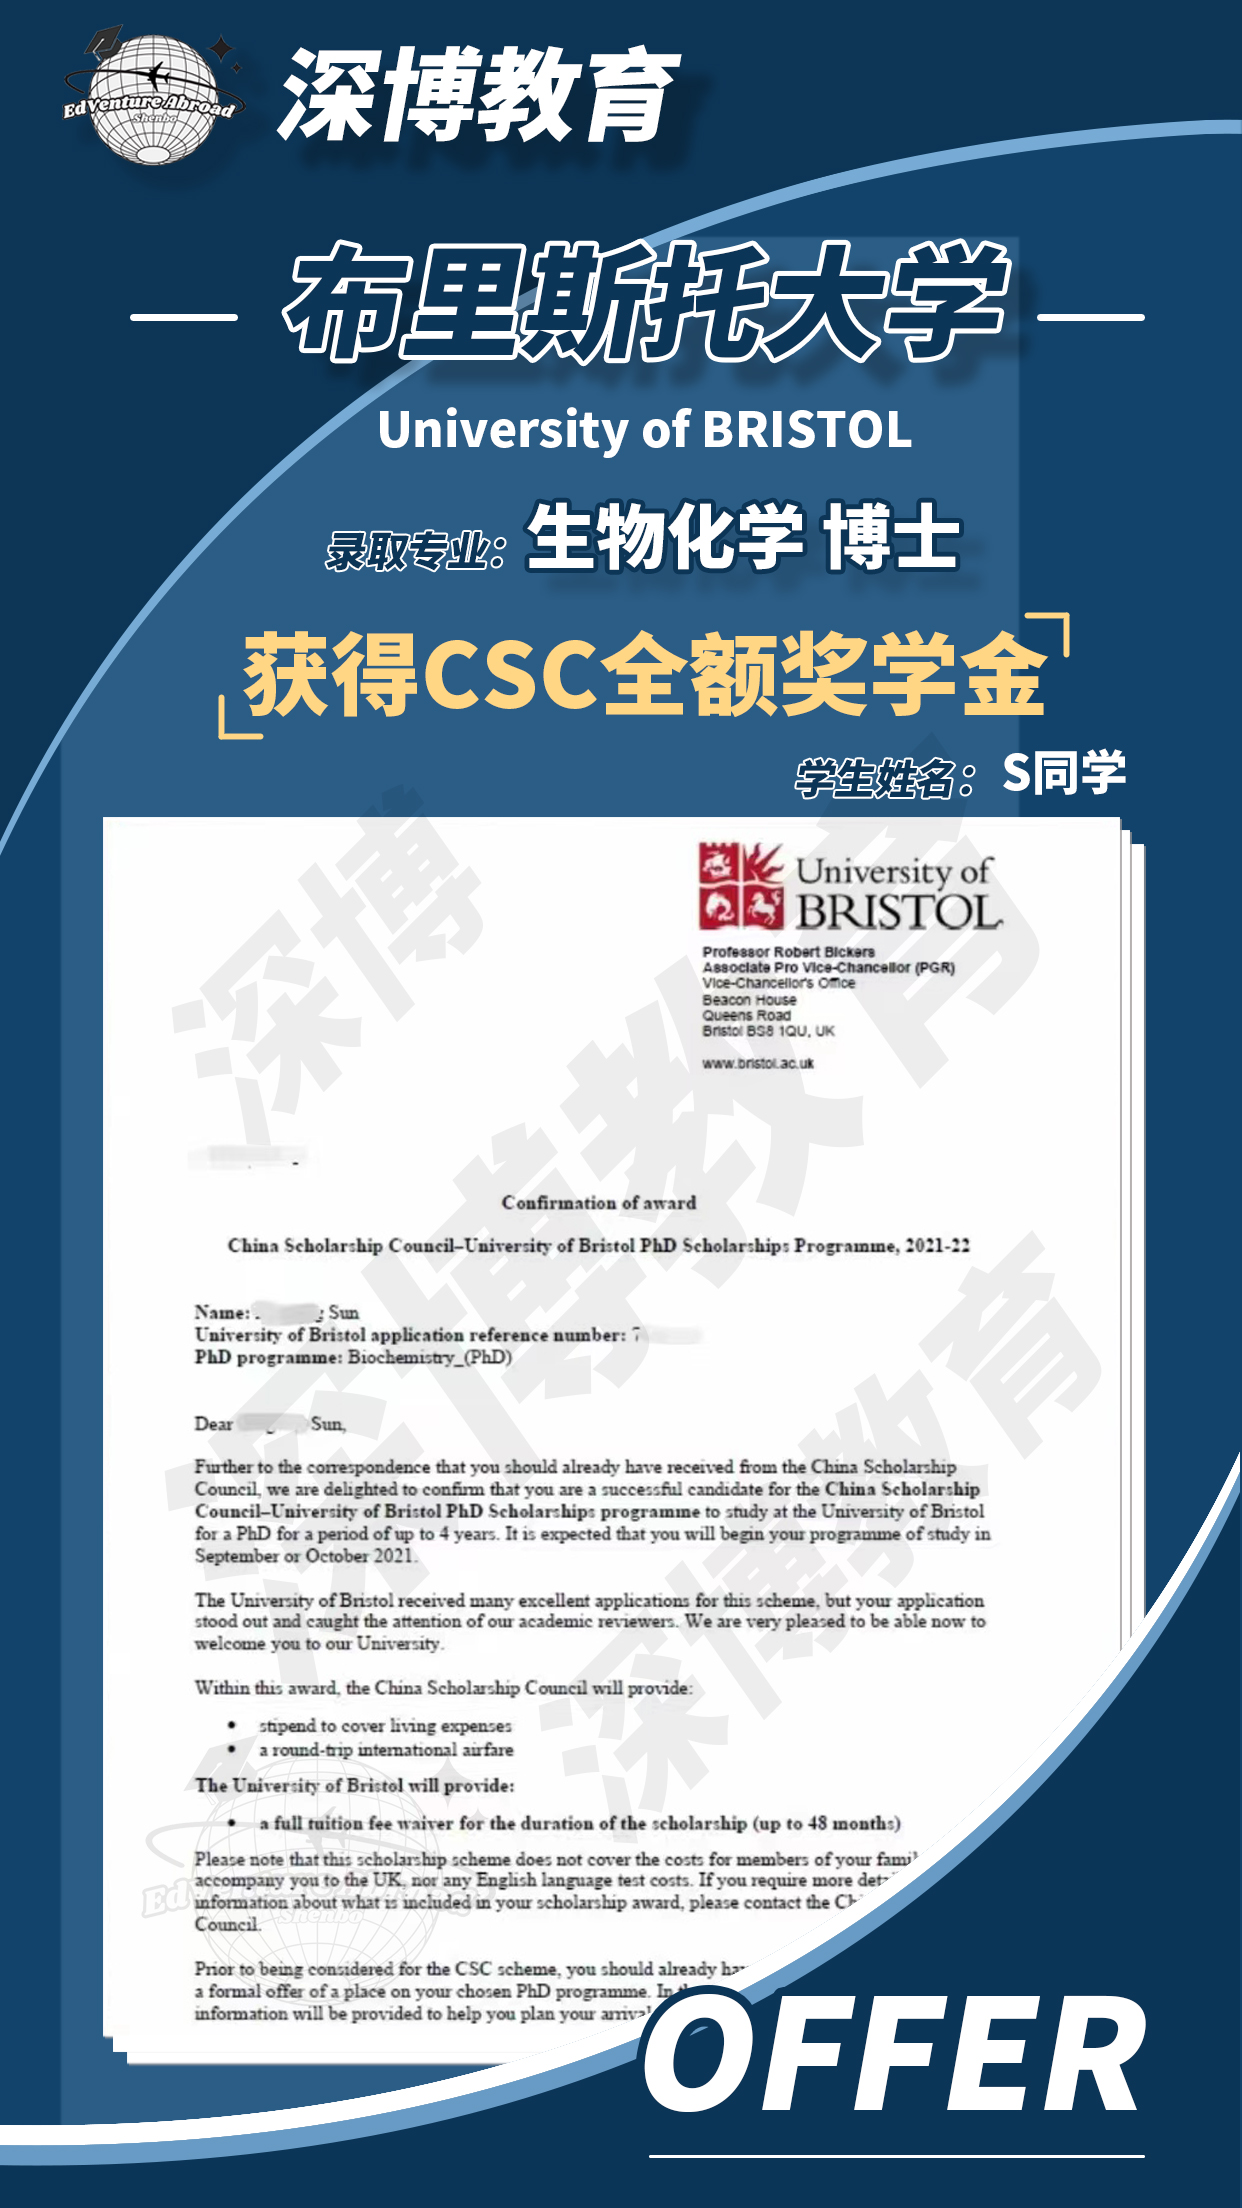 EdVenture Abroad
Shenbo
深博教育
布里斯托大学
University of BRISTOL
录取专业：生物化学 博士
获得CSC全额奖学金
学生姓名：S同学
University of
BRISTOL
Professor Robert Bickers
Associate Pro Vice-Chancellor (PGR)
Vice-Chancellor's Office
Beacon House
Queens Road
Bristol BS8 1QU, UK
www.bristol.ac.uk
Confirmation of award
China Scholarship Council–University of Bristol PhD Scholarships Programme, 2021-22
Name: Sun
University of Bristol application reference number: 7
PhD programme: Biochemistry_(PhD)
Dear Sun,
Further to the correspondence that you should already have received from the China Scholarship
Council, we are delighted to confirm that you are a successful candidate for the China Scholarship
Council–University of Bristol PhD Scholarships programme to study at the University of Bristol
for a PhD for a period of up to 4 years. It is expected that you will begin your programme of study in
September or October 2021.
The University of Bristol received many excellent applications for this scheme, but your application
stood out and caught the attention of our academic reviewers. We are very pleased to be able now to
welcome you to our University.
Within this award, the China Scholarship Council will provide:
• stipend to cover living expenses
• a round-trip international airfare
The University of Bristol will provide:
• a full tuition fee waiver for the duration of the scholarship (up to 48 months)
Please note that this scholarship scheme does not cover the costs for members of your
accompany you to the UK, nor any English language test costs. If you require more
information about what is included in your scholarship award, please contact the
Council.
Prior to being considered for the CSC scheme, you should already
a formal offer of a place on your chosen PhD programme. In
information will be provided to help you plan your
深博
深博教育
深博教育
EdVenture Abroad
Shenbo
OFFER